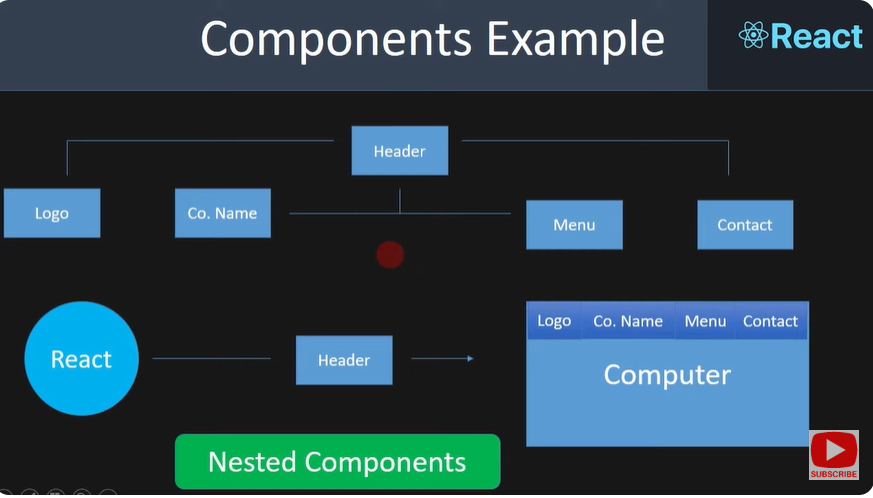 Components Example
React
Header
Logo
Co. Name
Menu
Contact
React
Header
Logo Co. Name Menu Contact
Computer
Nested Components
SUBSCRIBE